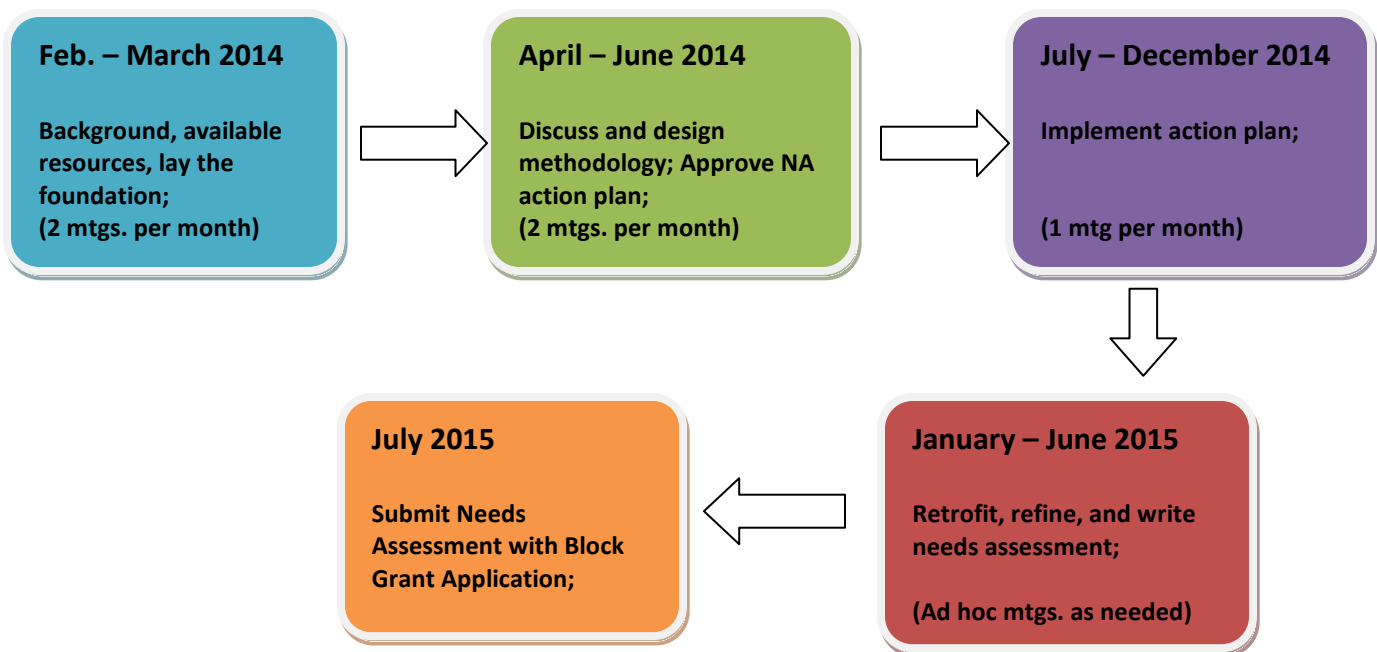 Feb. – March 2014
Background, available
resources, lay the
foundation;
(2 mtgs. per month)
April – June 2014
Discuss and design
methodology; Approve NA
action plan;
(2 mtgs. per month)
July – December 2014
Implement action plan;
(1 mtg per month)
January – June 2015
Retrofit, refine, and write
needs assessment;
(Ad hoc mtgs. as needed)
July 2015
Submit Needs
Assessment with Block
Grant Application;